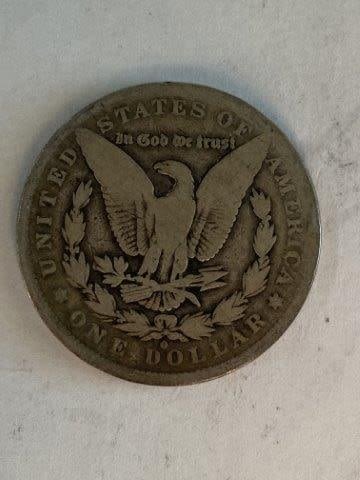 UNITED STATES OF AMERICA
In God we trust
O
ONE DOLLAR